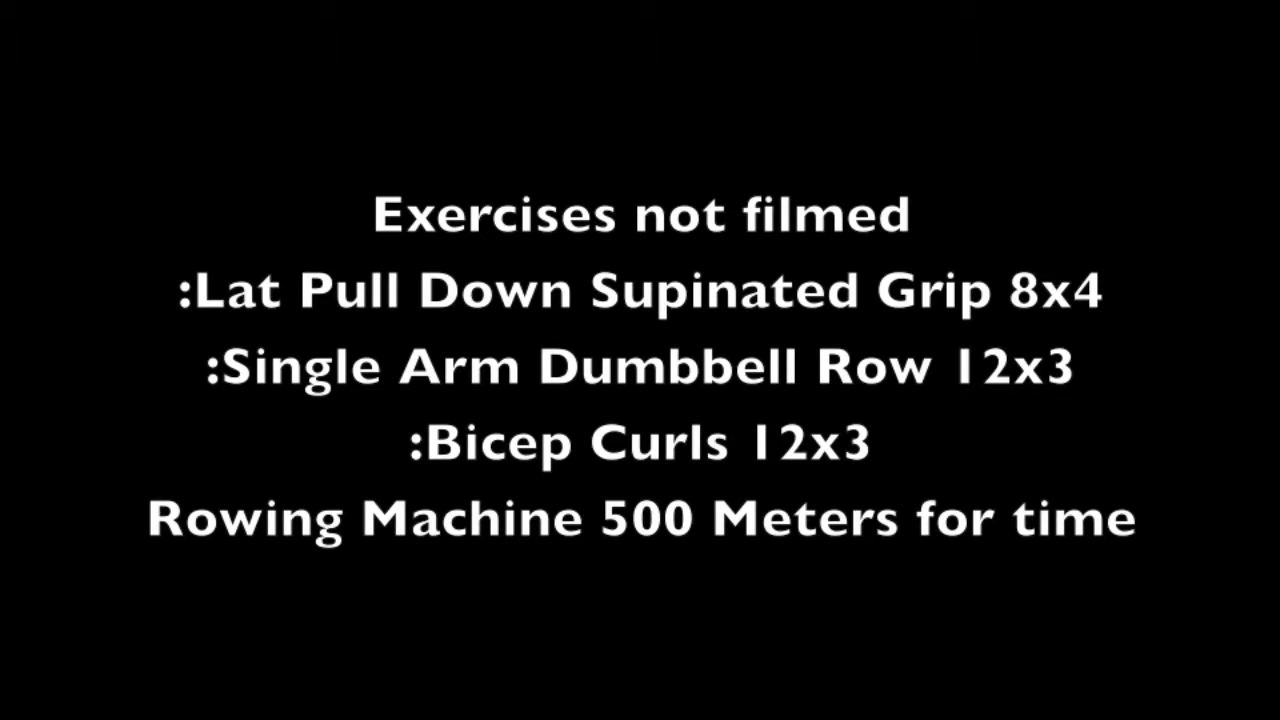 Exercises not filmed
:Lat Pull Down Supinated Grip 8x4
:Single Arm Dumbbell Row 12x3
:Bicep Curls 12x3
Rowing Machine 500 Meters for time